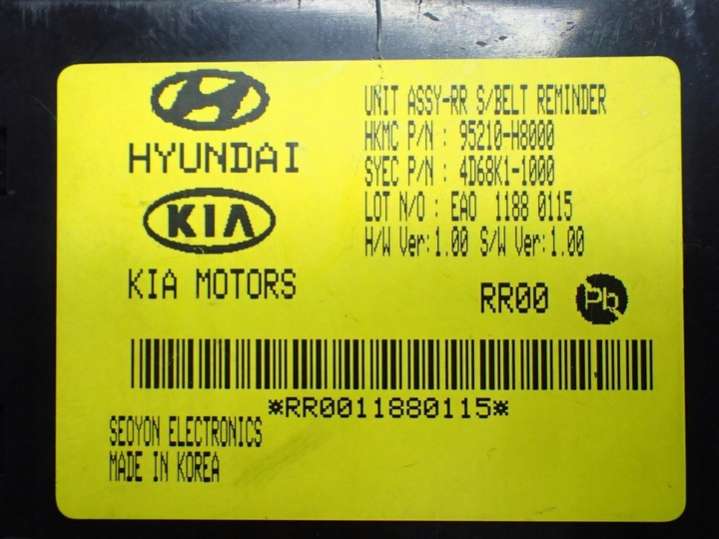 HYUNDAI
KIA
KIA MOTORS
UNIT ASSY-RR S/BELT REMINDER
HKMC P/N : 95210-H8000
SYEC P/N : 4D68K1-1000
LOT N/O : EAO 1188 0115
H/W Ver:1.00 S/W Ver:1.00
RR00 Pb
*RR0011880115*
SEOYON ELECTRONICS
MADE IN KOREA